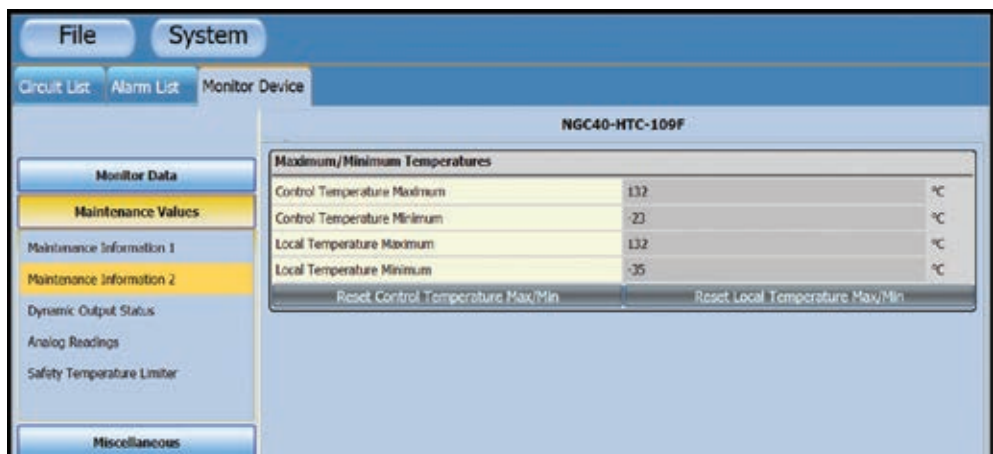 File System
Circuit List Alarm List Monitor Device
NGC40-HTC-109F
Monitor Data
Maintenance Values
Maintenance Information 1
Maintenance Information 2
Dynamic Output Status
Analog Readings
Safety Temperature Limiter
Miscellaneous
Maximum/Minimum Temperatures
Control Temperature Maximum 132 °C
Control Temperature Minimum -23 °C
Local Temperature Maximum 132 °C
Local Temperature Minimum -35 °C
Reset Control Temperature Max/Min Reset Local Temperature Max/Min